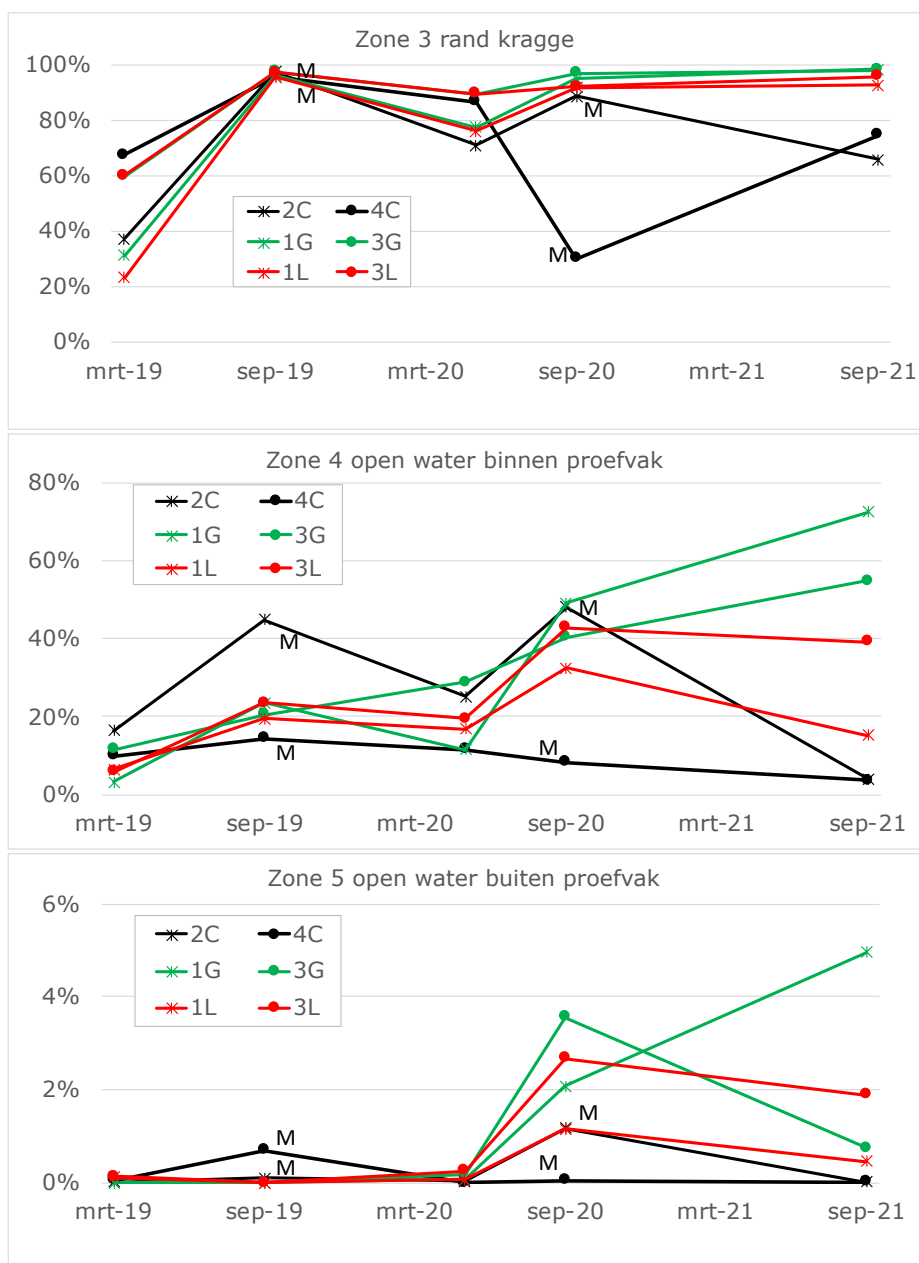 Zone 3 rand kragge
100%
80%
60%
40%
20%
0%
M
M
M
M
2C 4C
1G 3G
1L 3L
mrt-19 sep-19 mrt-20 sep-20 mrt-21 sep-21
Zone 4 open water binnen proefvak
80%
60%
40%
20%
0%
2C 4C
1G 3G
1L 3L
M
M
M
M
mrt-19 sep-19 mrt-20 sep-20 mrt-21 sep-21
Zone 5 open water buiten proefvak
6%
4%
2%
0%
2C 4C
1G 3G
1L 3L
M
M
M
M
mrt-19 sep-19 mrt-20 sep-20 mrt-21 sep-21